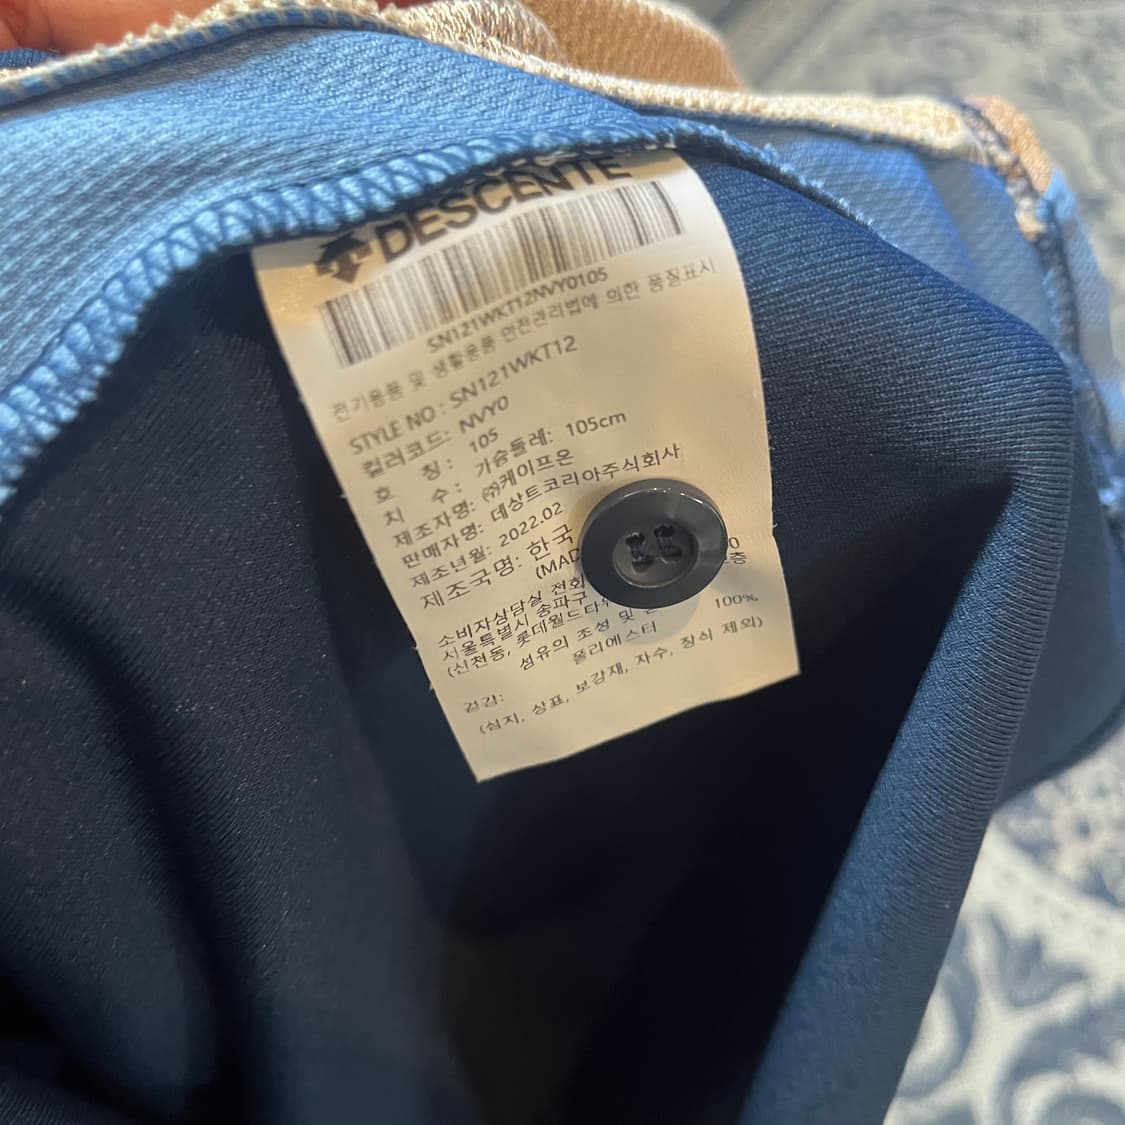 DESCENTE
SN121WKT12NVY0105
전기용품 및 생활용품 안전관리법에 의한 품질표시
STYLE NO : SN121WKT12
컬러코드: NVY0
호 칭 : 105
치 수 : 가슴둘레: 105cm
제조자명: ㈜케이프온
판매자명: 데상트코리아주식회사
제조년월: 2022.02
제조국명: 한국
(MAD
소비자상담실 전화 0
서울특별시 송파구 층
(신천동, 롯데월드타
섬유의 조성 및
겉감: 폴리에스터 100%
(심지, 상표, 보강재, 자수, 장식 제외)